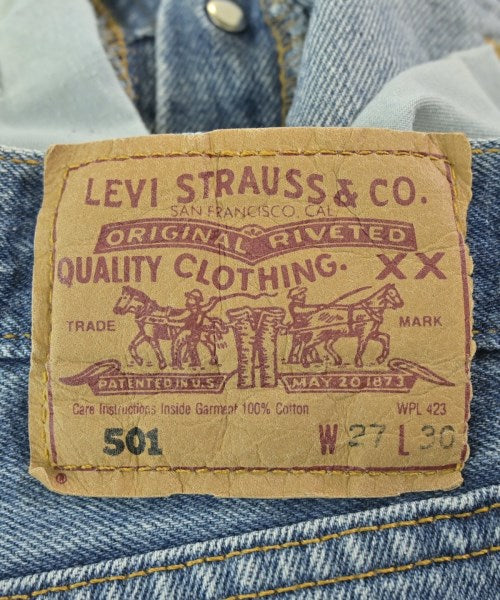 LEVI STRAUSS & CO.
SAN FRANCISCO, CAL.
ORIGINAL RIVETED
QUALITY CLOTHING. XX
TRADE MARK
PATENTED IN U.S. MAY 20 1873
Care Instructions Inside Garment 100% Cotton WPL 423
501 W 27 L 30
®